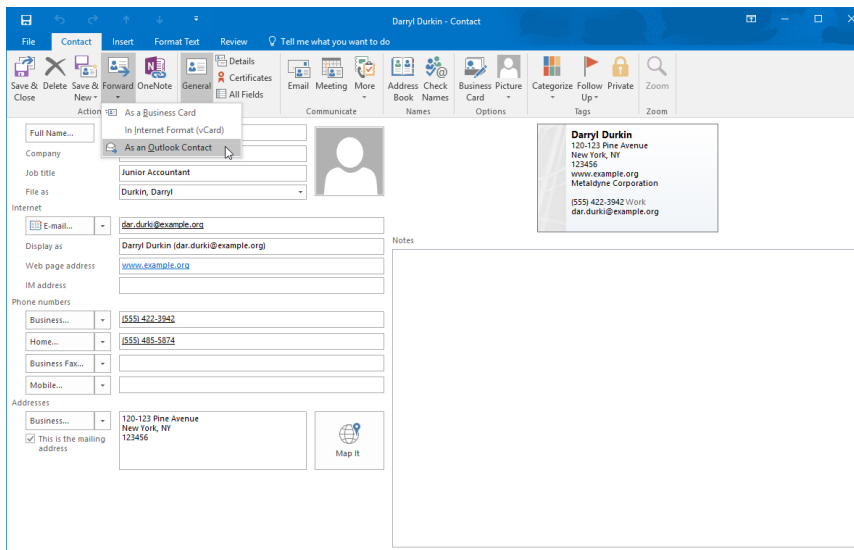 Darryl Durkin - Contact
File Contact Insert Format Text Review Tell me what you want to do
Save & Close
Delete
Save & New
Forward
OneNote
General
Details
Certificates
All Fields
Email
Meeting
More
Address Book
Check Names
Business Card
Picture
Categorize
Follow Up
Private
Zoom
Action
Communicate
Names
Options
Tags
Zoom
As a Business Card
In Internet Format (vCard)
As an Outlook Contact
Full Name...
Company
Job title Junior Accountant
File as Durkin, Darryl
Internet
E-mail... dar.durki@example.org
Display as Darryl Durkin (dar.durki@example.org)
Web page address www.example.org
IM address
Phone numbers
Business... (555) 422-3942
Home... (555) 485-5874
Business Fax...
Mobile...
Addresses
Business... 120-123 Pine Avenue
New York, NY
123456
This is the mailing
address
Map It
Darryl Durkin
120-123 Pine Avenue
New York, NY
123456
www.example.org
Metaldyne Corporation
(555) 422-3942 Work
dar.durki@example.org
Notes